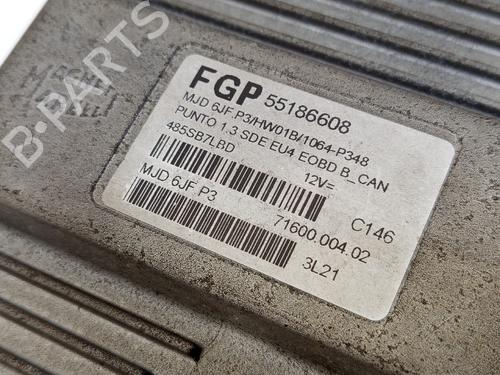 B-PARTS
FGP 55186608
MJD 6JF.P3/HW01B/1064-P348
PUNTO 1.3 SDE EU4 EOBD B_CAN
485SB7LBD
12V=
MJD 6JF P3
C146
71600.004.02
3L21